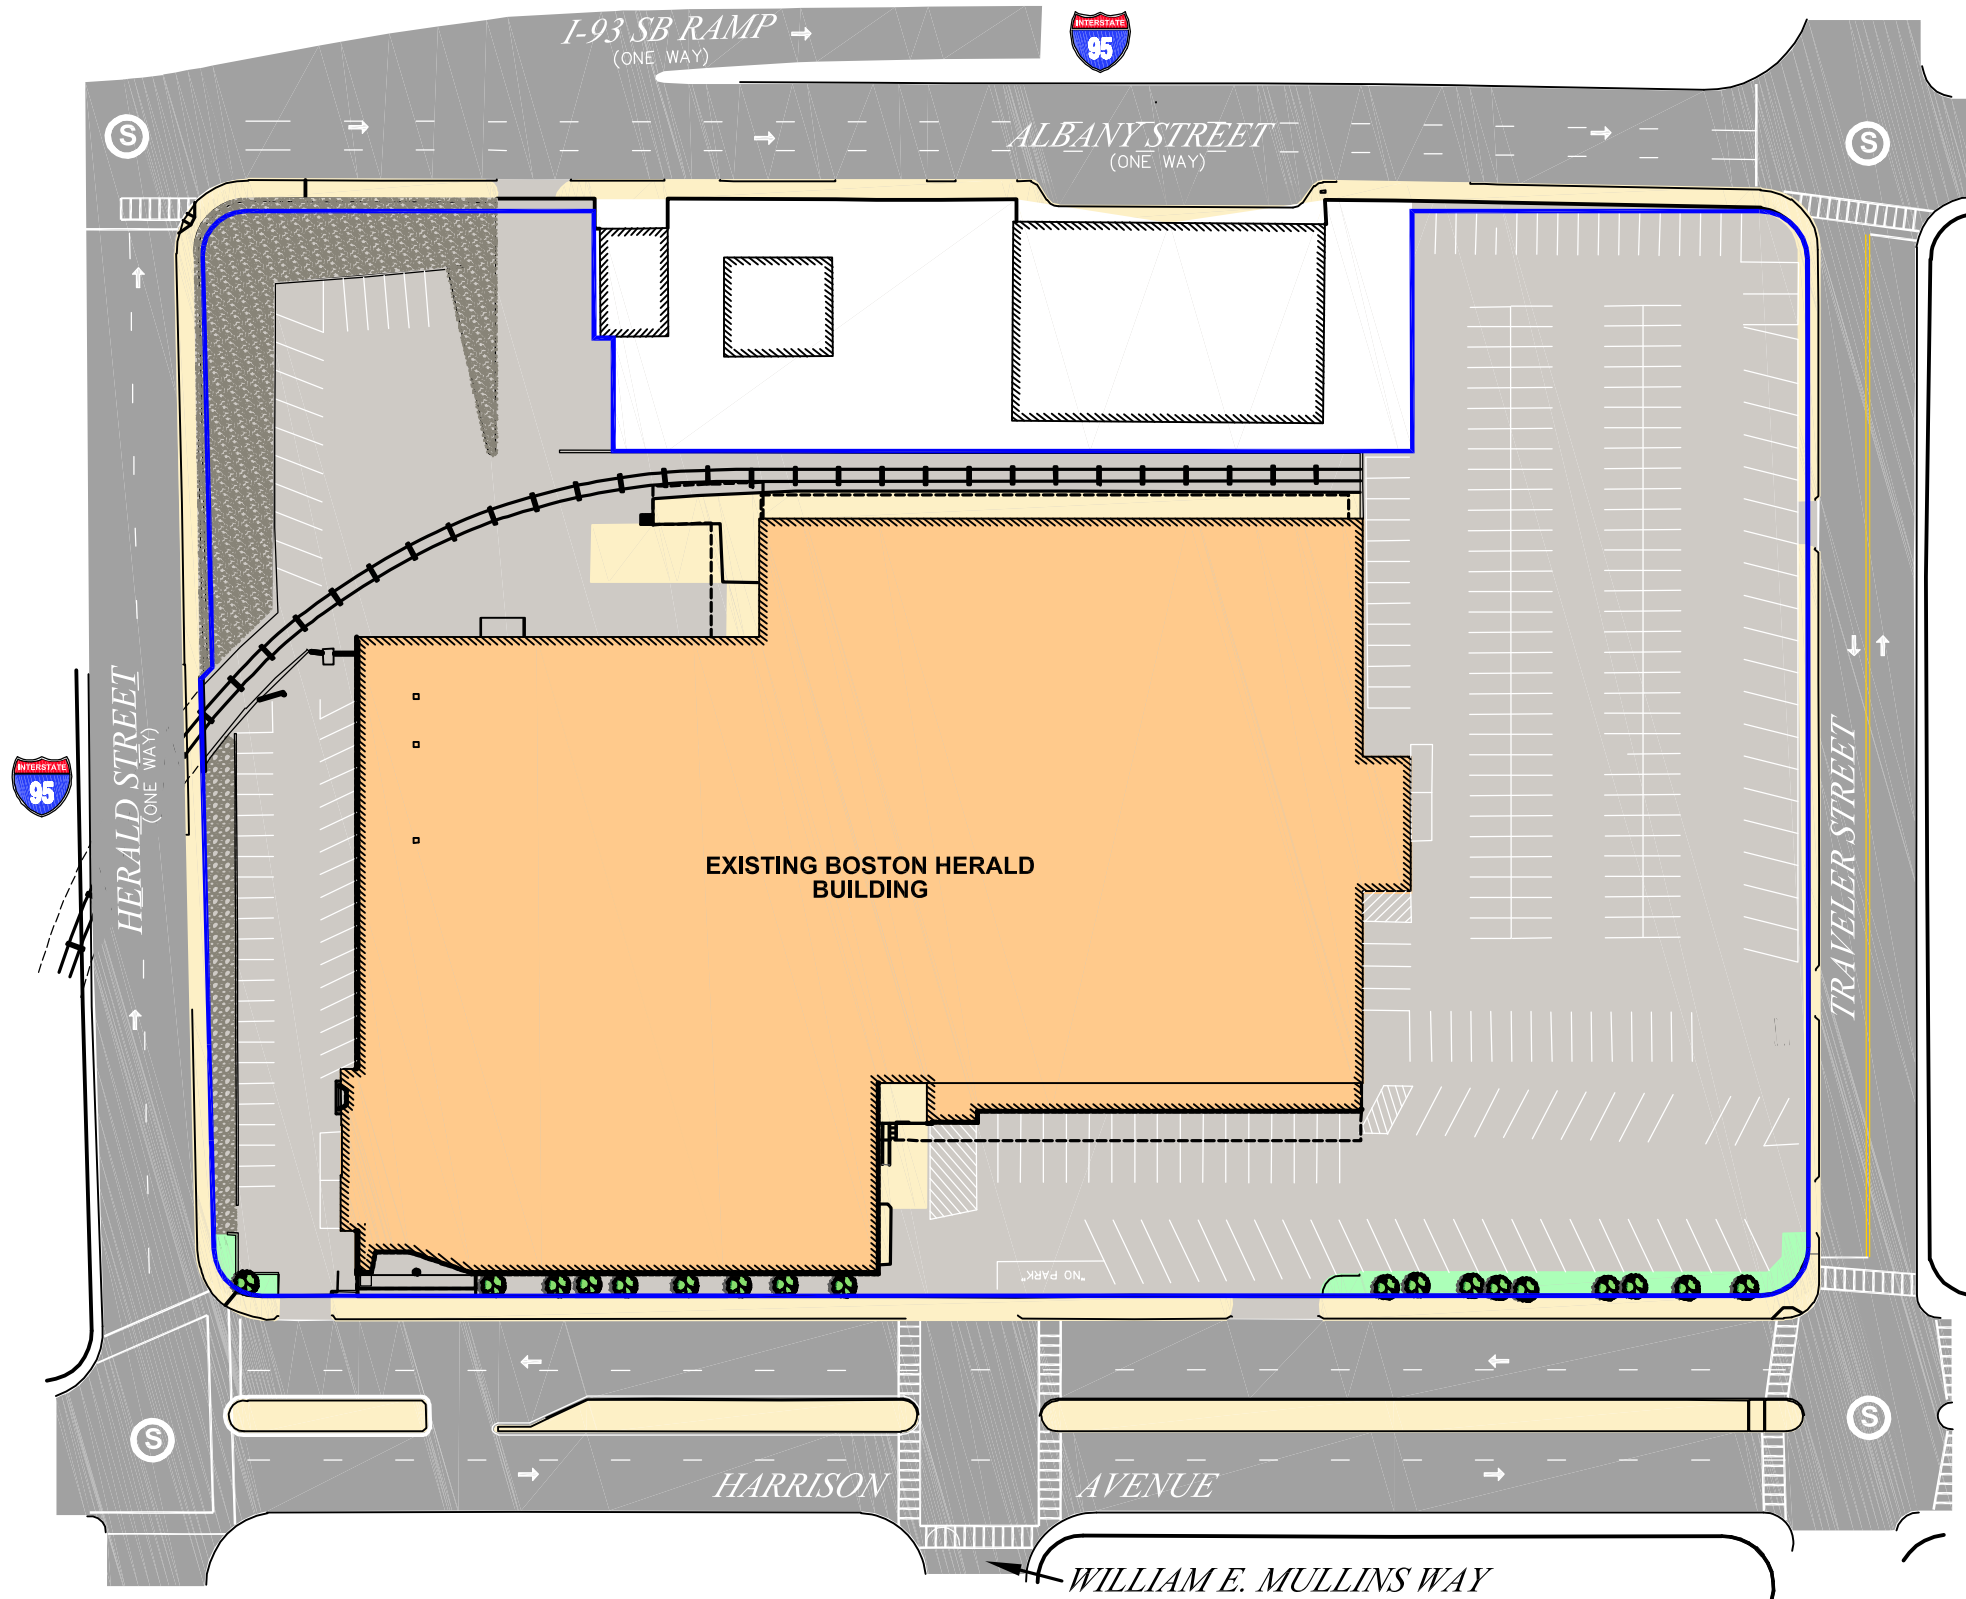 I-93 SB RAMP
(ONE WAY)
INTERSTATE
95
S
ALBANY STREET
(ONE WAY)
S
HERALD STREET
(ONE WAY)
INTERSTATE
95
EXISTING BOSTON HERALD
BUILDING
TRAVELER STREET
"NO PARK"
S
S
HARRISON AVENUE
WILLIAM E. MULLINS WAY